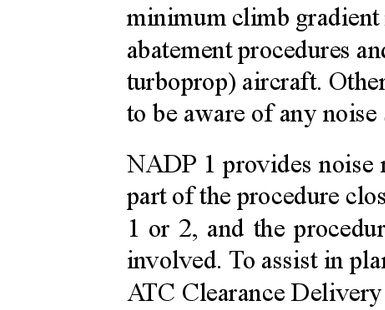 minimum climb gradient
abatement procedures and
turboprop) aircraft. Other
to be aware of any noise
NADP 1 provides noise
part of the procedure clos
1 or 2, and the procedur
involved. To assist in plan
ATC Clearance Delivery